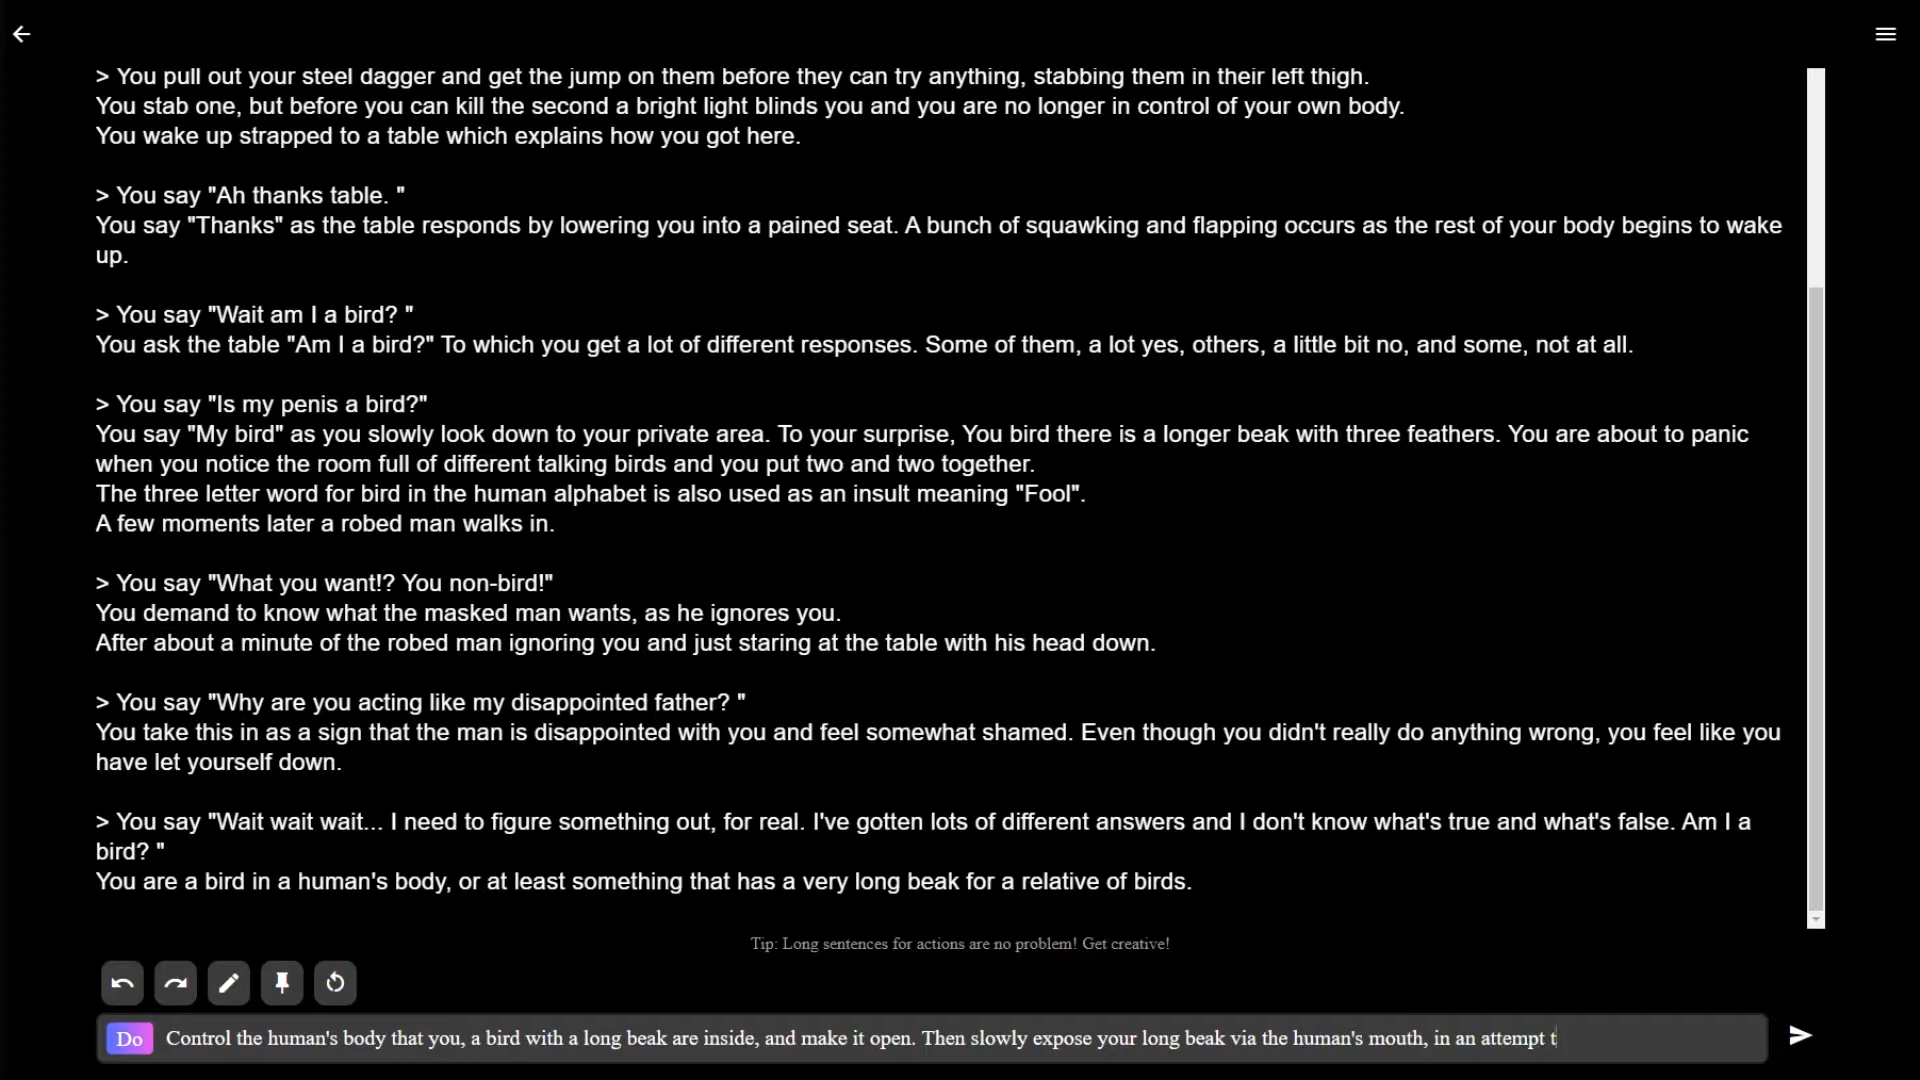 > You pull out your steel dagger and get the jump on them before they can try anything, stabbing them in their left thigh.
You stab one, but before you can kill the second a bright light blinds you and you are no longer in control of your own body.
You wake up strapped to a table which explains how you got here.
> You say "Ah thanks table. "
You say "Thanks" as the table responds by lowering you into a pained seat. A bunch of squawking and flapping occurs as the rest of your body begins to wake
up.
> You say "Wait am I a bird? "
You ask the table "Am I a bird?" To which you get a lot of different responses. Some of them, a lot yes, others, a little bit no, and some, not at all.
> You say "Is my penis a bird?"
You say "My bird" as you slowly look down to your private area. To your surprise, You bird there is a longer beak with three feathers. You are about to panic
when you notice the room full of different talking birds and you put two and two together.
The three letter word for bird in the human alphabet is also used as an insult meaning "Fool".
A few moments later a robed man walks in.
> You say "What you want!? You non-bird!"
You demand to know what the masked man wants, as he ignores you.
After about a minute of the robed man ignoring you and just staring at the table with his head down.
> You say "Why are you acting like my disappointed father? "
You take this in as a sign that the man is disappointed with you and feel somewhat shamed. Even though you didn't really do anything wrong, you feel like you
have let yourself down.
> You say "Wait wait wait... I need to figure something out, for real. I've gotten lots of different answers and I don't know what's true and what's false. Am I a
bird? "
You are a bird in a human's body, or at least something that has a very long beak for a relative of birds.
Tip: Long sentences for actions are no problem! Get creative!
Do Control the human's body that you, a bird with a long beak are inside, and make it open. Then slowly expose your long beak via the human's mouth, in an attempt t